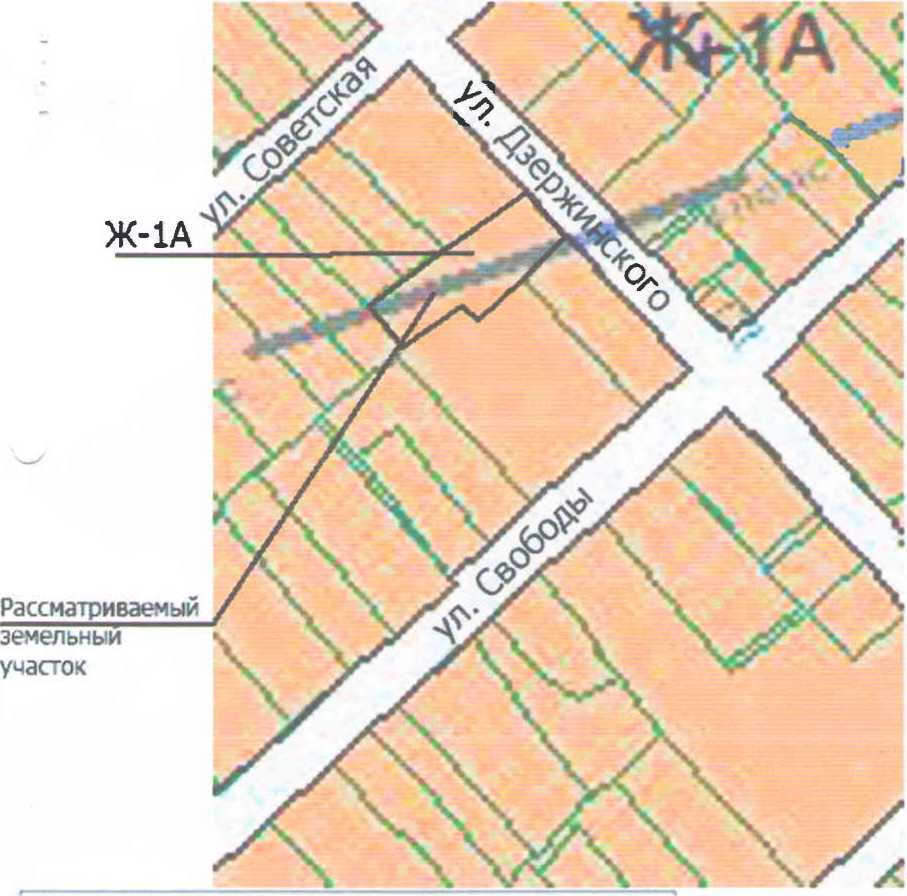 Ж-1А
ул. Советская
ул. Дзержинского
Ж-1А
ул. Свободы
Рассматриваемый
земельный
участок